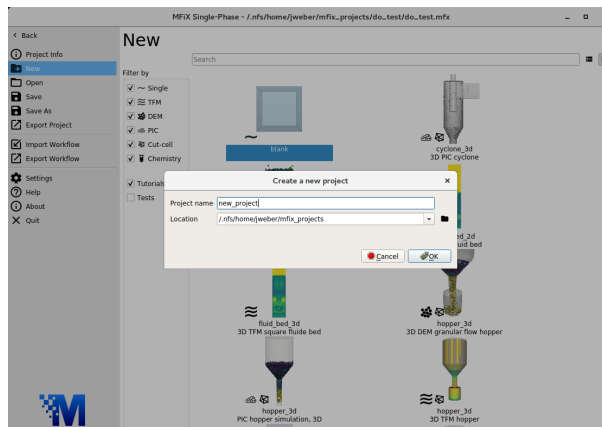 MFiX Single-Phase - /.nfs/home/jweber/mfix_projects/do_test/do_test.mfx
Back
Project Info
New
Open
Save
Save As
Export Project
Import Workflow
Export Workflow
Settings
Help
About
Quit
New
Search
Filter by
Single
TFM
DEM
PIC
Cut-cell
Chemistry
Tutorials
Tests
blank
cyclone_3d
3D PIC cyclone
Create a new project
Project name new_project
Location /.nfs/home/jweber/mfix_projects
Cancel OK
ed_2d
uid bed
fluid_bed_3d
3D TFM square fluide bed
hopper_3d
3D DEM granular flow hopper
hopper_3d
PIC hopper simulation, 3D
hopper_3d
3D TFM hopper
M